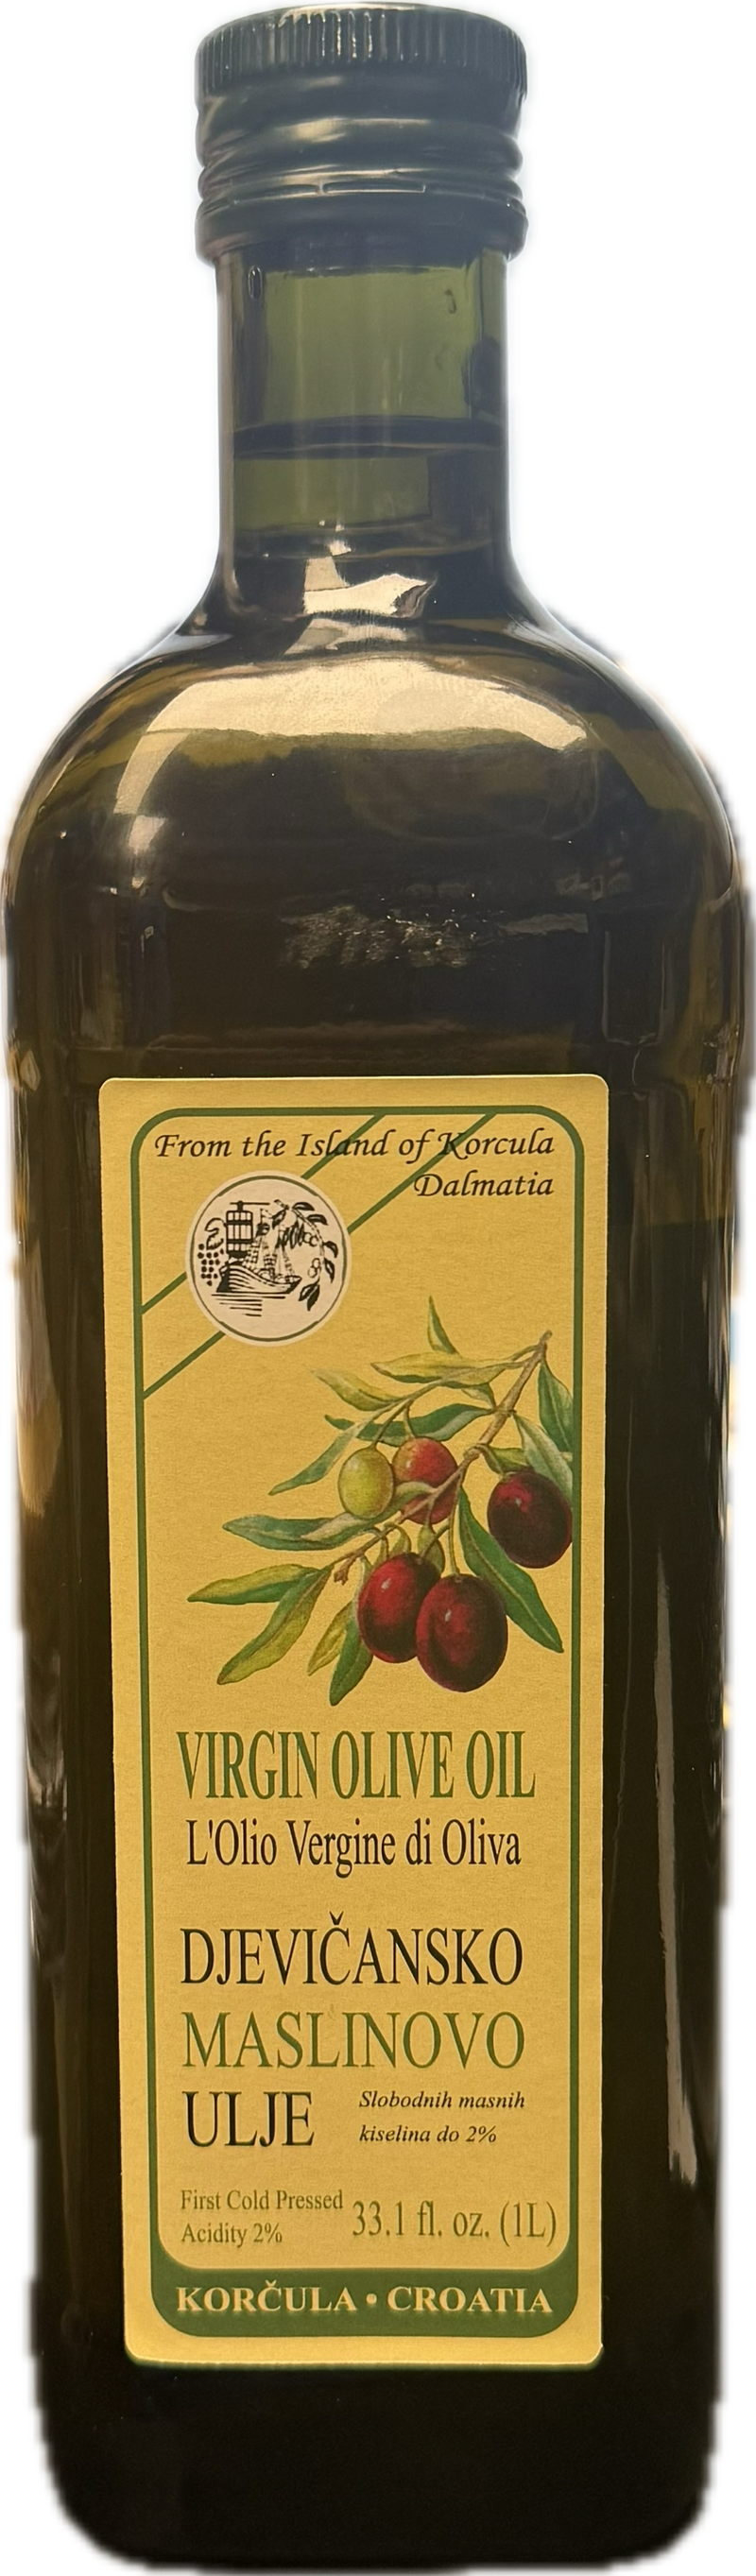 From the Island of Korcula
Dalmatia
VIRGIN OLIVE OIL
L'Olio Vergine di Oliva
DJEVIČANSKO
MASLINOVO
ULJE
Slobodnih masnih
kiselina do 2%
First Cold Pressed
Acidity 2%
33.1 fl. oz. (1L)
KORČULA • CROATIA